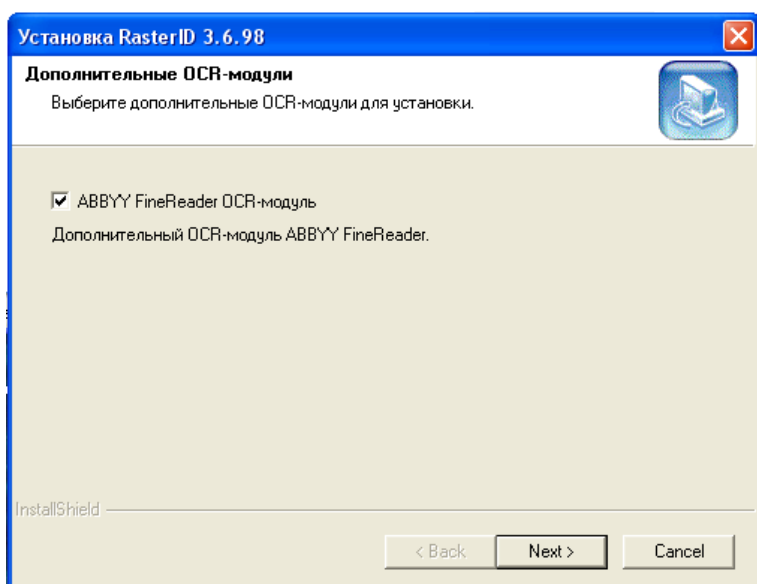 Установка RasterID 3.6.98
Дополнительные OCR-модули
Выберите дополнительные OCR-модули для установки.
ABBYY FineReader OCR-модуль
Дополнительный OCR-модуль ABBYY FineReader.
InstallShield
< Back
Next >
Cancel